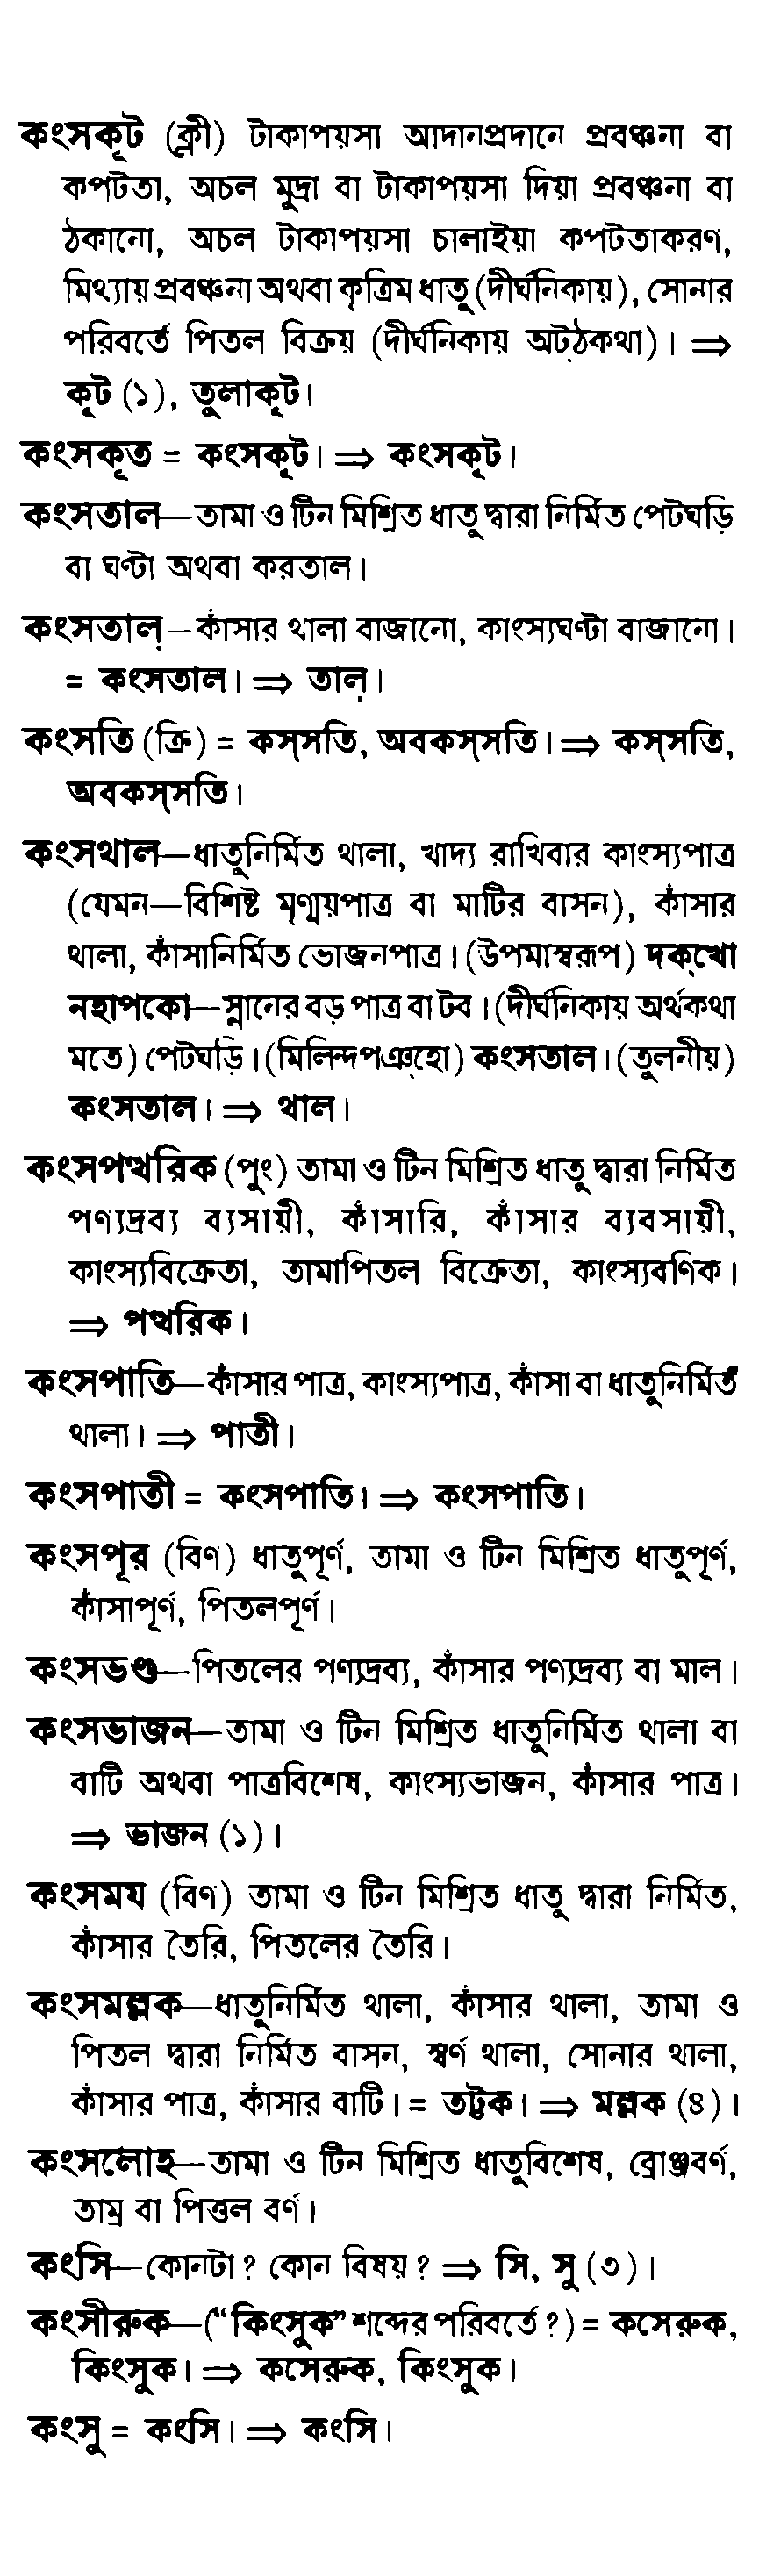 কংসকূট (ক্লী) টাকাপয়সা আদানপ্রদানে প্রবঞ্চনা বা
কপটতা, অচল মুদ্রা বা টাকাপয়সা দিয়া প্রবঞ্চনা বা
ঠকানো, অচল টাকাপয়সা চালাইয়া কপটতাকরণ,
মিথ্যায় প্রবঞ্চনা অথবা কৃত্রিম ধাতু (দীর্ঘনিকায়), সোনার
পরিবর্তে পিতল বিক্রয় (দীর্ঘনিকায় অট্‌ঠকথা)। ⇒
কূট (১), তুলাকূট।
কংসকূত = কংসকূট। ⇒ কংসকূট।
কংসতাল—তামা ও টিন মিশ্রিত ধাতু দ্বারা নির্মিত পেটঘড়ি
বা ঘণ্টা অথবা করতাল।
কংসতাল়—কাঁসার থালা বাজানো, কাংস্যঘণ্টা বাজানো।
= কংসতাল। ⇒ তাল়।
কংসতি (ক্রি) = কস্‌সতি, অবকস্‌সতি। ⇒ কস্‌সতি,
অবকস্‌সতি।
কংসথাল—ধাতুনির্মিত থালা, খাদ্য রাখিবার কাংস্যপাত্র
(যেমন—বিশিষ্ট মৃণ্ময়পাত্র বা মাটির বাসন), কাঁসার
থালা, কাঁসানির্মিত ভোজনপাত্র। (উপমাস্বরূপ) দক্‌খো
নহাপকো—স্নানের বড় পাত্র বা টব। (দীর্ঘনিকায় অর্থকথা
মতে) পেটঘড়ি। (মিলিন্দপঞ্‌হো) কংসতাল। (তুলনীয়)
কংসতাল। ⇒ থাল।
কংসপত্থরিক (পুং) তামা ও টিন মিশ্রিত ধাতু দ্বারা নির্মিত
পণ্যদ্রব্য ব্যসায়ী, কাঁসারি, কাঁসার ব্যবসায়ী,
কাংস্যবিক্রেতা, তামাপিতল বিক্রেতা, কাংস্যবণিক।
⇒ পত্থরিক।
কংসপাতি—কাঁসার পাত্র, কাংস্যপাত্র, কাঁসা বা ধাতুনির্মিত
থালা। ⇒ পাতী।
কংসপাতী = কংসপাতি। ⇒ কংসপাতি।
কংসপূর (বিণ) ধাতুপূর্ণ, তামা ও টিন মিশ্রিত ধাতুপূর্ণ,
কাঁসাপূর্ণ, পিতলপূর্ণ।
কংসভণ্ড—পিতলের পণ্যদ্রব্য, কাঁসার পণ্যদ্রব্য বা মাল।
কংসভাজন—তামা ও টিন মিশ্রিত ধাতুনির্মিত থালা বা
বাটি অথবা পাত্রবিশেষ, কাংস্যভাজন, কাঁসার পাত্র।
⇒ ভাজন (১)।
কংসময (বিণ) তামা ও টিন মিশ্রিত ধাতু দ্বারা নির্মিত,
কাঁসার তৈরি, পিতলের তৈরি।
কংসমল্লক—ধাতুনির্মিত থালা, কাঁসার থালা, তামা ও
পিতল দ্বারা নির্মিত বাসন, স্বর্ণ থালা, সোনার থালা,
কাঁসার পাত্র, কাঁসার বাটি। = তট্টক। ⇒ মল্লক (৪)।
কংসলোহ—তামা ও টিন মিশ্রিত ধাতুবিশেষ, ব্রোঞ্জবর্ণ,
তাম্র বা পিত্তল বর্ণ।
কংসি—কোনটা? কোন বিষয়? ⇒ সি, সু (৩)।
কংসীরুক—(“কিংসুক” শব্দের পরিবর্তে?) = কসেরুক,
কিংসুক। ⇒ কসেরুক, কিংসুক।
কংসু = কংসি। ⇒ কংসি।